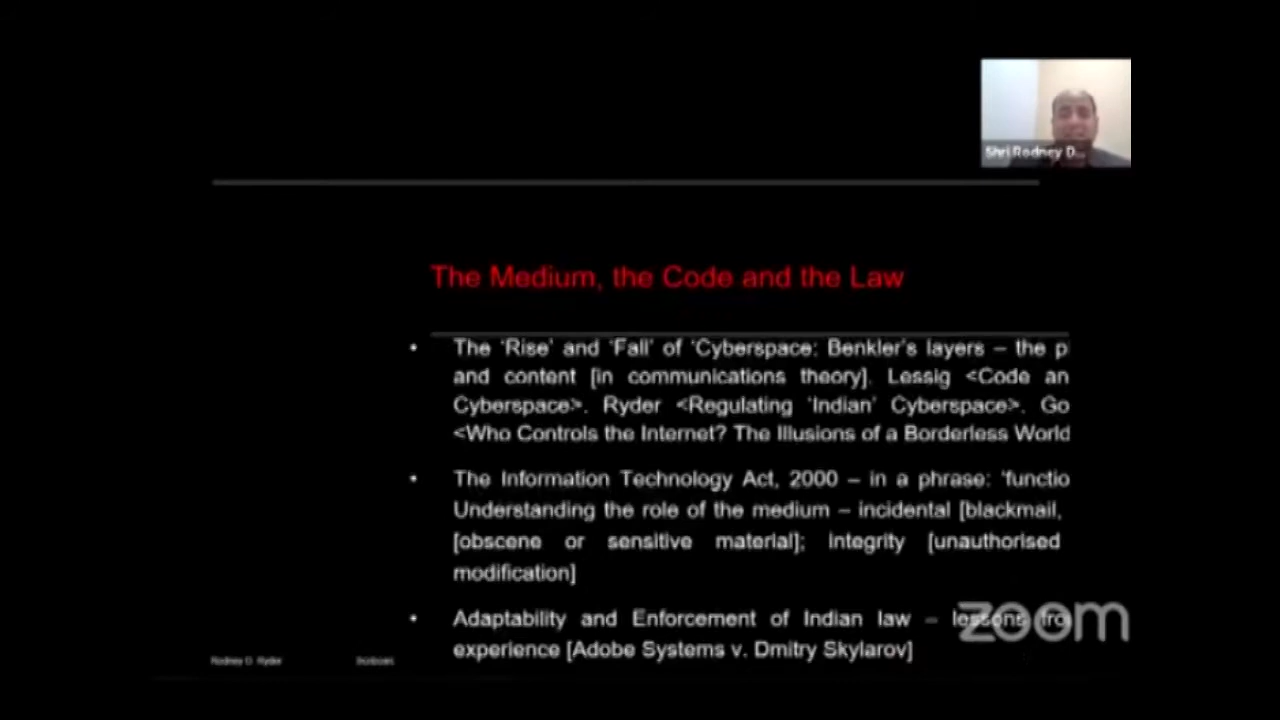 Shri Rodney D...
The Medium, the Code and the Law
• The 'Rise' and 'Fall' of 'Cyberspace: Benkler's layers – the p
and content [in communications theory]. Lessig <Code an
Cyberspace>. Ryder <Regulating 'Indian' Cyberspace>. Go
<Who Controls the Internet? The Illusions of a Borderless World
• The Information Technology Act, 2000 – in a phrase: 'functio
Understanding the role of the medium – incidental [blackmail,
[obscene or sensitive material]; integrity [unauthorised
modification]
• Adaptability and Enforcement of Indian law – lessons fro
experience [Adobe Systems v. Dmitry Skylarov]
zoom
Rodney D. Ryder